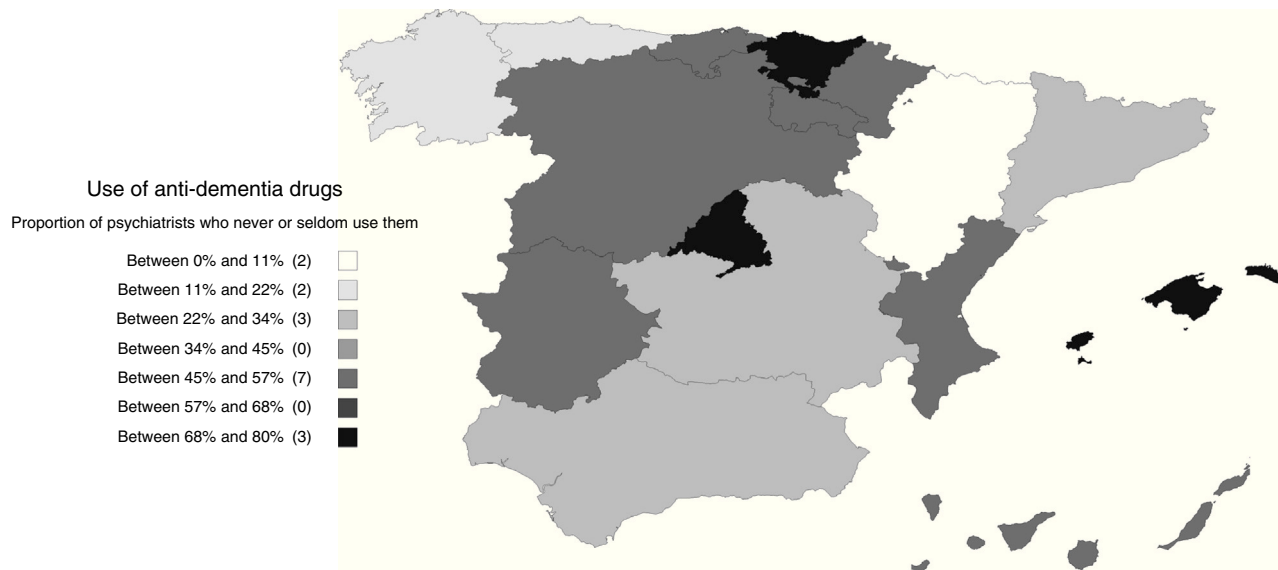 Use of anti-dementia drugs
Proportion of psychiatrists who never or seldom use them
Between 0% and 11% (2)
Between 11% and 22% (2)
Between 22% and 34% (3)
Between 34% and 45% (0)
Between 45% and 57% (7)
Between 57% and 68% (0)
Between 68% and 80% (3)